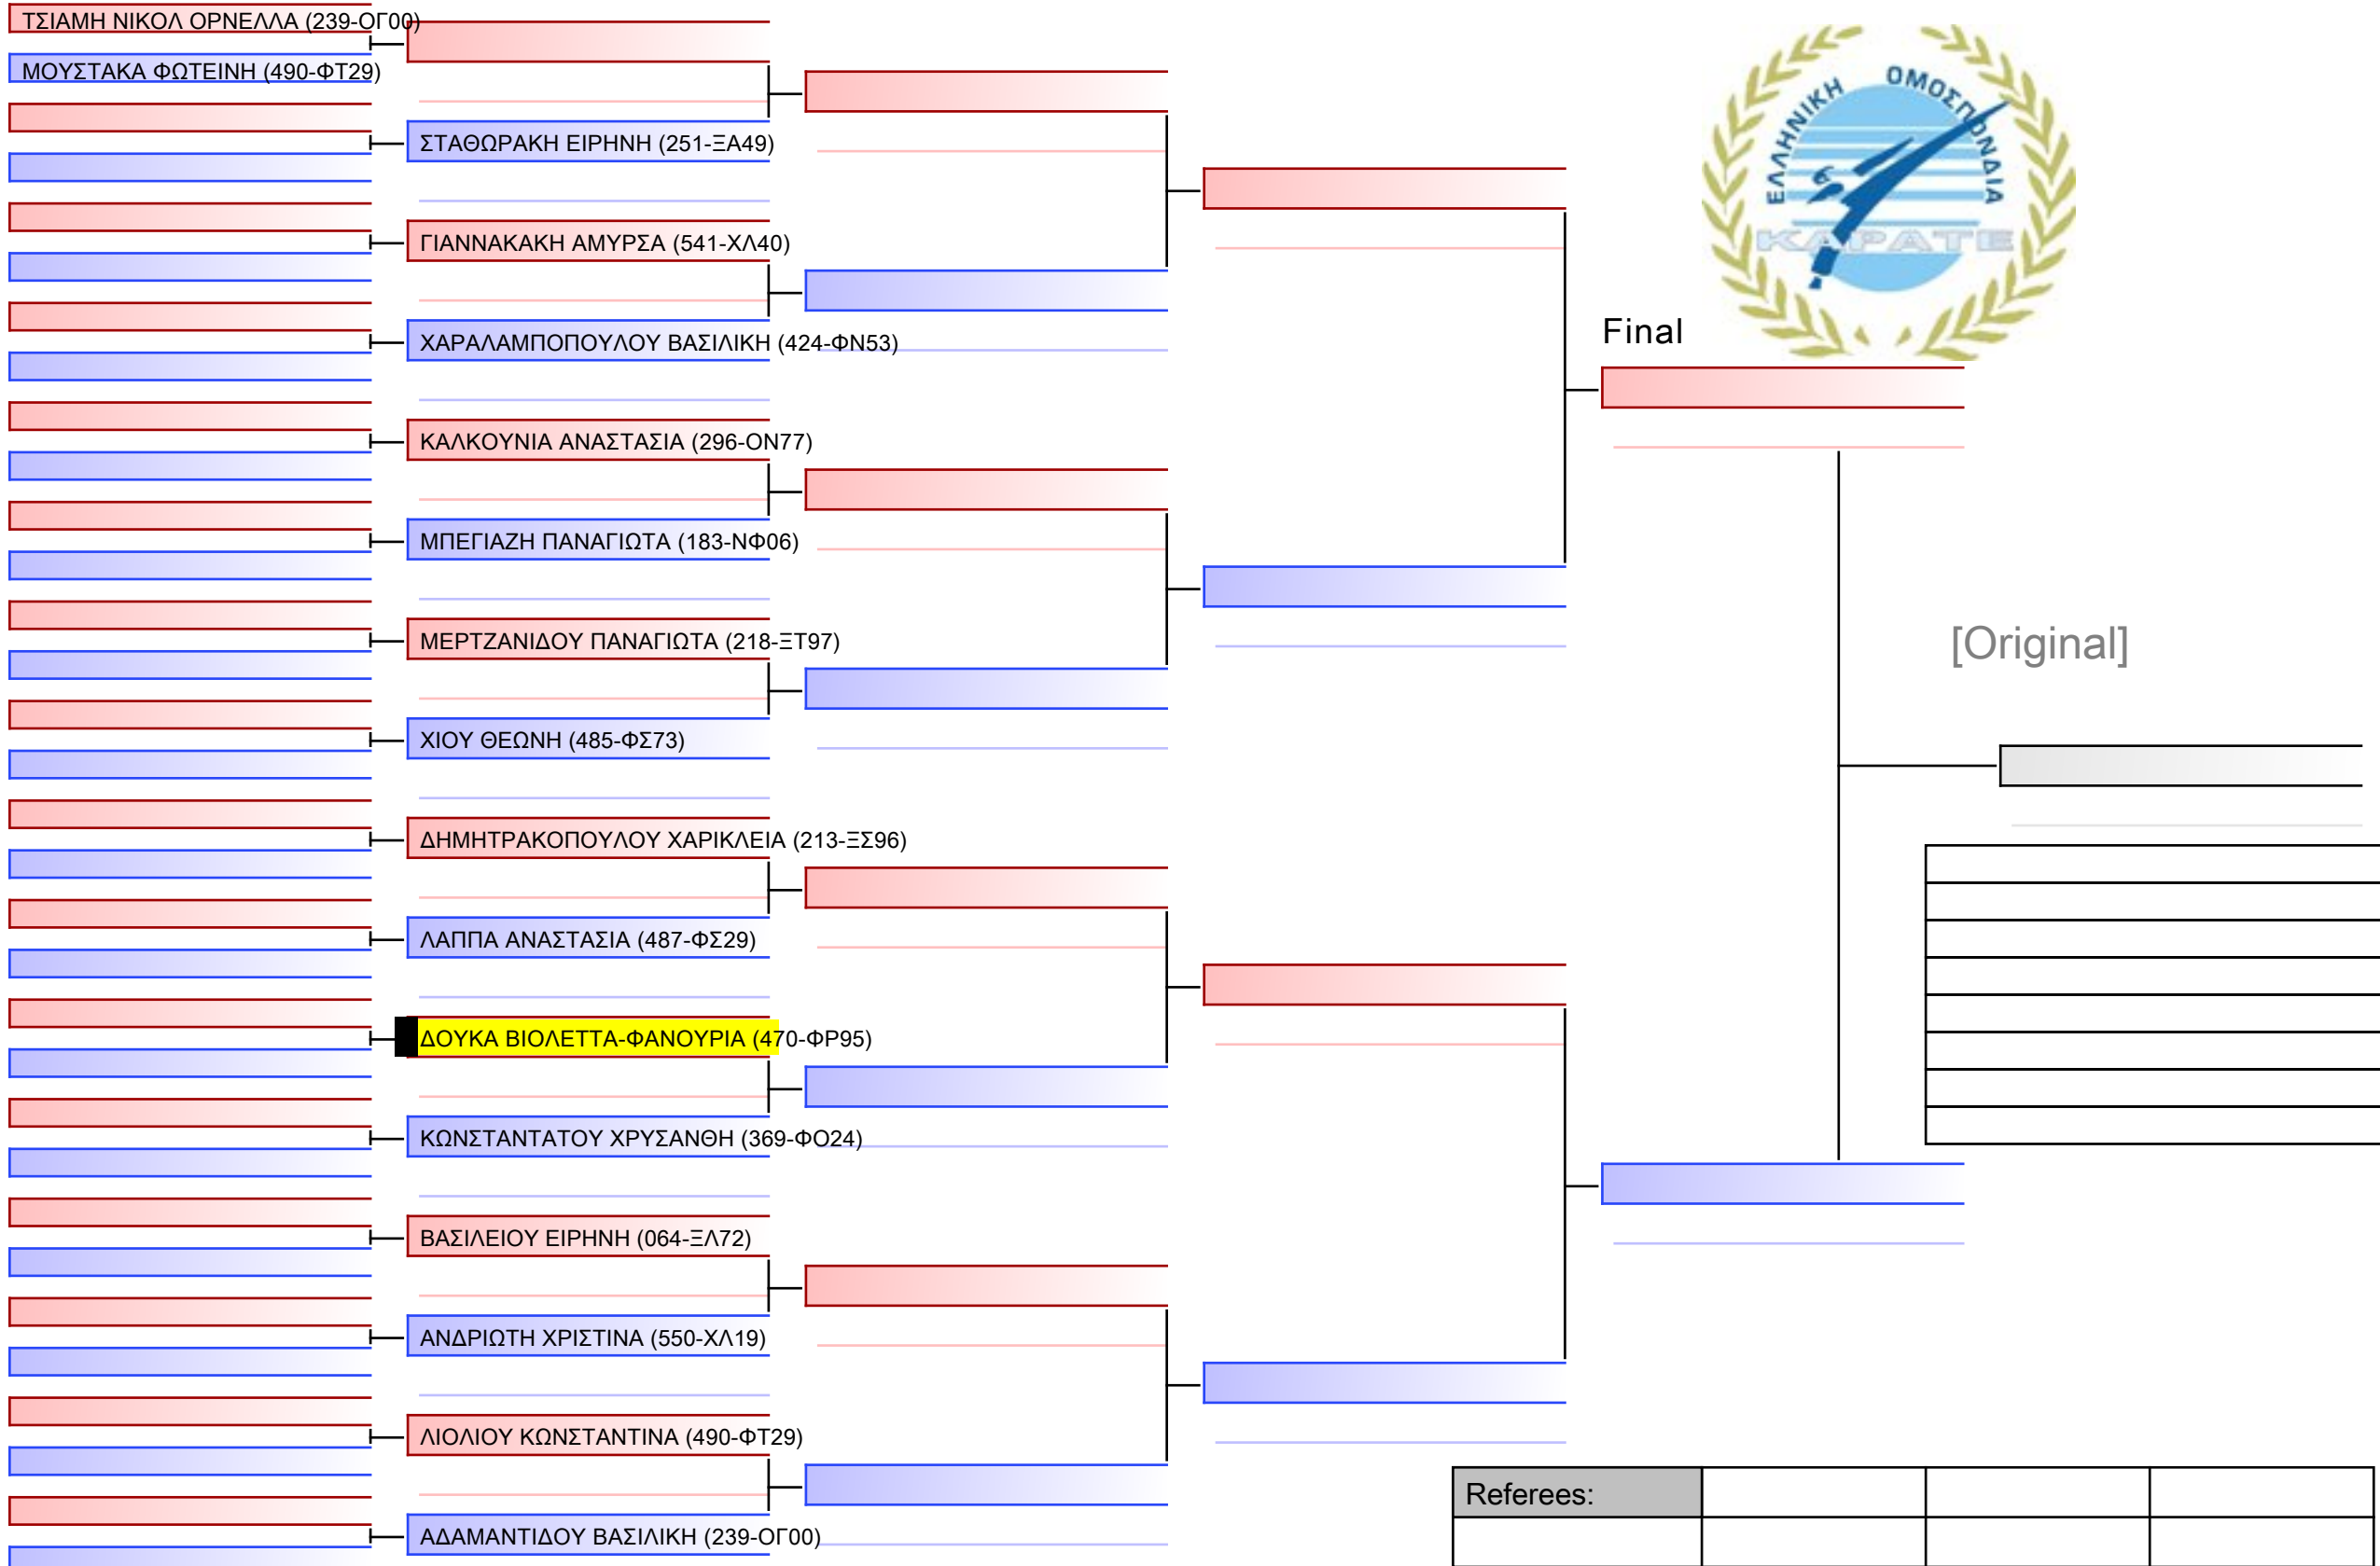 ΤΣΙΑΜΗ ΝΙΚΟΛ ΟΡΝΕΛΛΑ (239-ΟΓ00)
ΜΟΥΣΤΑΚΑ ΦΩΤΕΙΝΗ (490-ΦΤ29)
ΣΤΑΘΩΡΑΚΗ ΕΙΡΗΝΗ (251-ΞΑ49)
ΓΙΑΝΝΑΚΑΚΗ ΑΜΥΡΣΑ (541-ΧΛ40)
ΧΑΡΑΛΑΜΠΟΠΟΥΛΟΥ ΒΑΣΙΛΙΚΗ (424-ΦΝ53)
ΚΑΛΚΟΥΝΙΑ ΑΝΑΣΤΑΣΙΑ (296-ΟΝ77)
ΜΠΕΓΙΑΖΗ ΠΑΝΑΓΙΩΤΑ (183-ΝΦ06)
ΜΕΡΤΖΑΝΙΔΟΥ ΠΑΝΑΓΙΩΤΑ (218-ΞΤ97)
ΧΙΟΥ ΘΕΩΝΗ (485-ΦΣ73)
ΔΗΜΗΤΡΑΚΟΠΟΥΛΟΥ ΧΑΡΙΚΛΕΙΑ (213-ΞΣ96)
ΛΑΠΠΑ ΑΝΑΣΤΑΣΙΑ (487-ΦΣ29)
ΔΟΥΚΑ ΒΙΟΛΕΤΤΑ-ΦΑΝΟΥΡΙΑ (470-ΦΡ95)
ΚΩΝΣΤΑΝΤΑΤΟΥ ΧΡΥΣΑΝΘΗ (369-ΦΟ24)
ΒΑΣΙΛΕΙΟΥ ΕΙΡΗΝΗ (064-ΞΛ72)
ΑΝΔΡΙΩΤΗ ΧΡΙΣΤΙΝΑ (550-ΧΛ19)
ΛΙΟΛΙΟΥ ΚΩΝΣΤΑΝΤΙΝΑ (490-ΦΤ29)
ΑΔΑΜΑΝΤΙΔΟΥ ΒΑΣΙΛΙΚΗ (239-ΟΓ00)
ΕΛΛΗΝΙΚΗ ΟΜΟΣΠΟΝΔΙΑ
ΚΑΡΑΤΕ
Final
[Original]
Referees: